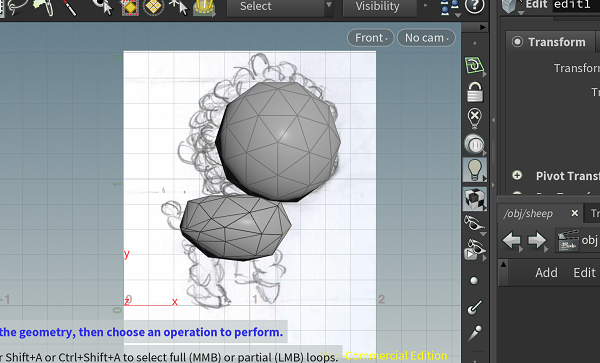 Select
Visibility
Edit edit1
Front
No cam
Transform
Transfor
Tr
Pivot Transf
/obj/sheep
obj
Add Edit
1
y
z
x
0
1
2
-1
the geometry, then choose an operation to perform.
r Shift+A or Ctrl+Shift+A to select full (MMB) or partial (LMB) loops.
Commercial Edition